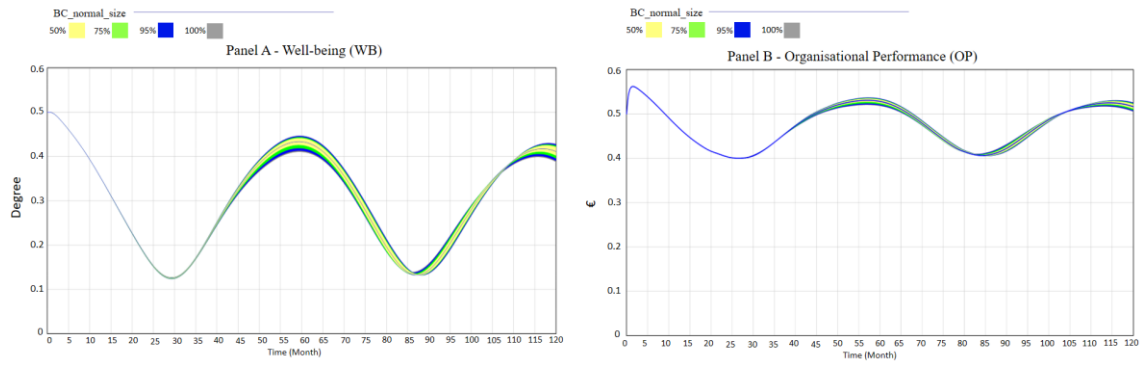 BC_normal_size
50% 75% 95% 100%
Panel A - Well-being (WB)
0.6
0.5
0.4
0.3
0.2
0.1
0
Degree
0 5 10 15 20 25 30 35 40 45 50 55 60 65 70 75 80 85 90 95 100 105 110 115 120
Time (Month)
BC_normal_size
50% 75% 95% 100%
Panel B - Organisational Performance (OP)
0.6
0.5
0.4
0.3
0.2
0.1
0
€
0 5 10 15 20 25 30 35 40 45 50 55 60 65 70 75 80 85 90 95 100 105 110 115 120
Time (Month)